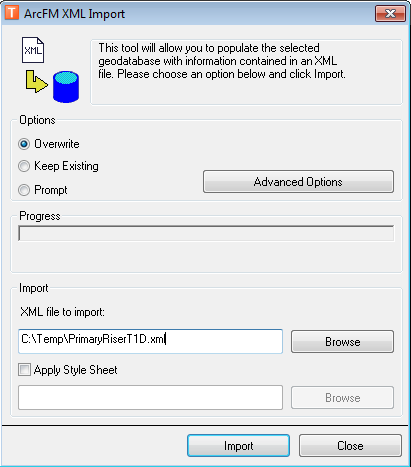 T ArcFM XML Import
XML
This tool will allow you to populate the selected
geodatabase with information contained in an XML
file. Please choose an option below and click Import.
Options
Overwrite
Keep Existing
Prompt
Advanced Options
Progress
Import
XML file to import:
C:\Temp\PrimaryRiserT1D.xml
Browse
Apply Style Sheet
Browse
Import
Close